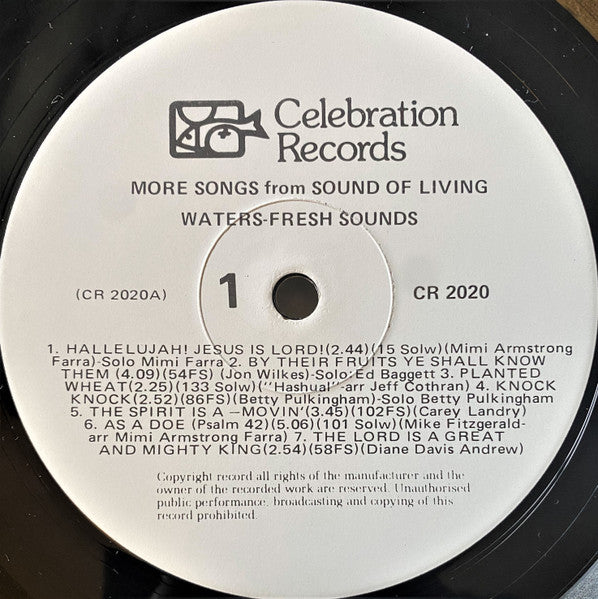 Celebration
Records
MORE SONGS from SOUND OF LIVING
WATERS-FRESH SOUNDS
(CR 2020A) 1 CR 2020
1. HALLELUJAH! JESUS IS LORD!(2.44)(15 Solw)(Mimi Armstrong
Farra)-Solo Mimi Farra 2. BY THEIR FRUITS YE SHALL KNOW
THEM (4.09)(54FS) (Jon Wilkes)-Solo:Ed Baggett 3. PLANTED
WHEAT(2.25)(133 Solw)("Hashual"arr Jeff Cothran) 4. KNOCK
KNOCK(2.52)(86FS)(Betty Pulkingham)-Solo Betty Pulkingham
5. THE SPIRIT IS A —MOVIN'(3.45)(102FS)(Carey Landry)
6. AS A DOE (Psalm 42)(5.06)(101 Solw)(Mike Fitzgerald-
arr Mimi Armstrong Farra) 7. THE LORD IS A GREAT
AND MIGHTY KING(2.54)(58FS)(Diane Davis Andrew)
Copyright record all rights of the manufacturer and the
owner of the recorded work are reserved. Unauthorised
public performance, broadcasting and copying of this
record prohibited.